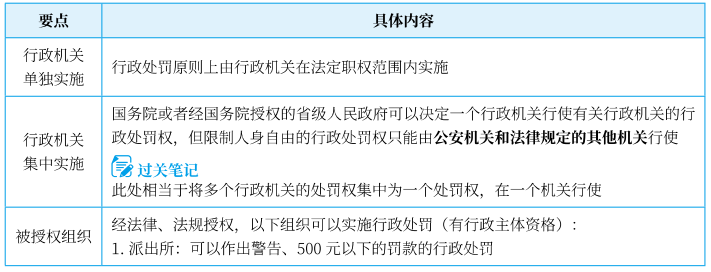 要点
具体内容
行政机关
单独实施
行政处罚原则上由行政机关在法定职权范围内实施
行政机关
集中实施
国务院或者经国务院授权的省级人民政府可以决定一个行政机关行使有关行政机关的行
政处罚权，但限制人身自由的行政处罚权只能由公安机关和法律规定的其他机关行使
过关笔记
此处相当于将多个行政机关的处罚权集中为一个处罚权，在一个机关行使
被授权组织
经法律、法规授权，以下组织可以实施行政处罚（有行政主体资格）：
1. 派出所：可以作出警告、500 元以下的罚款的行政处罚